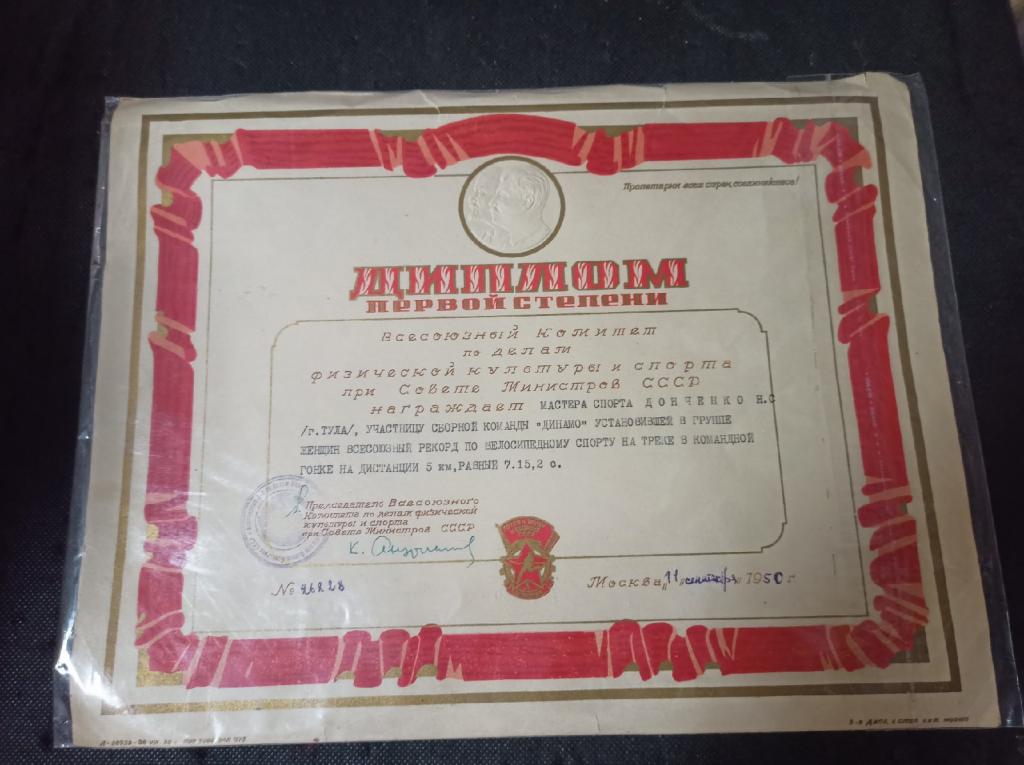 Пролетарии всех стран, соединяйтесь!
ДИПЛОМ
ПЕРВОЙ СТЕПЕНИ
Всесоюзный Комитет
по делам
физической культуры и спорта
при Совете Министров СССР
награждает МАСТЕРА СПОРТА ДОНЧЕНКО Н.С
/г.ТУЛА/, УЧАСТНИЦУ СБОРНОЙ КОМАНДЫ "ДИНАМО" УСТАНОВИВШЕЙ В ГРУППЕ
ЖЕНЩИН ВСЕСОЮЗНЫЙ РЕКОРД ПО ВЕЛОСИПЕДНОМУ СПОРТУ НА ТРЕКЕ В КОМАНДНОЙ
ГОНКЕ НА ДИСТАНЦИИ 5 км,РАВНЫЙ 7.15,2 с.
Председатель Всесоюзного
Комитета по делам физической
культуры и спорта
при Совете Министров СССР
№
Москва „11 „ сентября " 1950 г